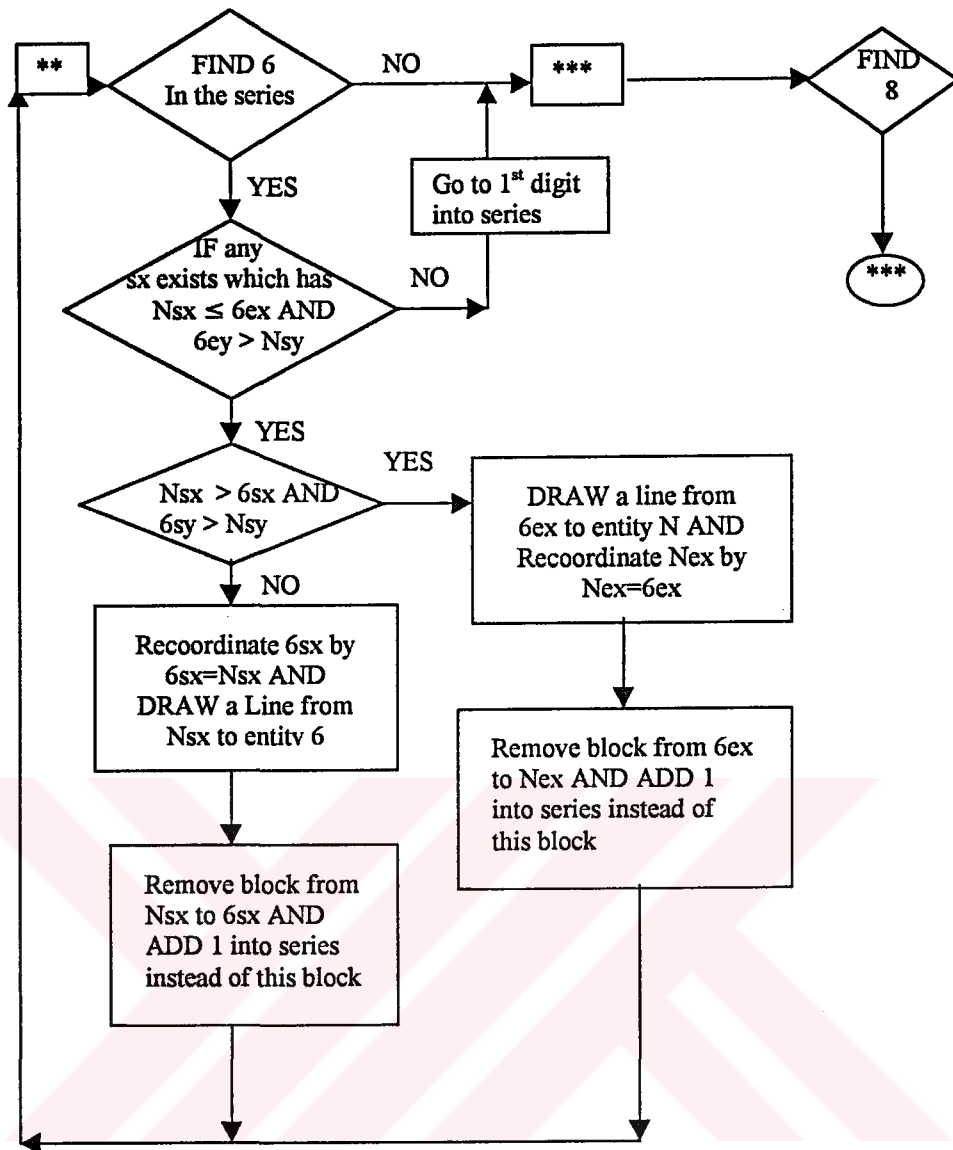 **
FIND 6
In the series
NO
***
FIND
8
YES
Go to 1st digit
into series
***
IF any
sx exists which has
Nsx ≤ 6ex AND
6ey > Nsy
NO
YES
Nsx > 6sx AND
6sy > Nsy
YES
DRAW a line from
6ex to entity N AND
Recoordinate Nex by
Nex=6ex
NO
Recoordinate 6sx by
6sx=Nsx AND
DRAW a Line from
Nsx to entity 6
Remove block from 6ex
to Nex AND ADD 1
into series instead of
this block
Remove block from
Nsx to 6sx AND
ADD 1 into series
instead of this block